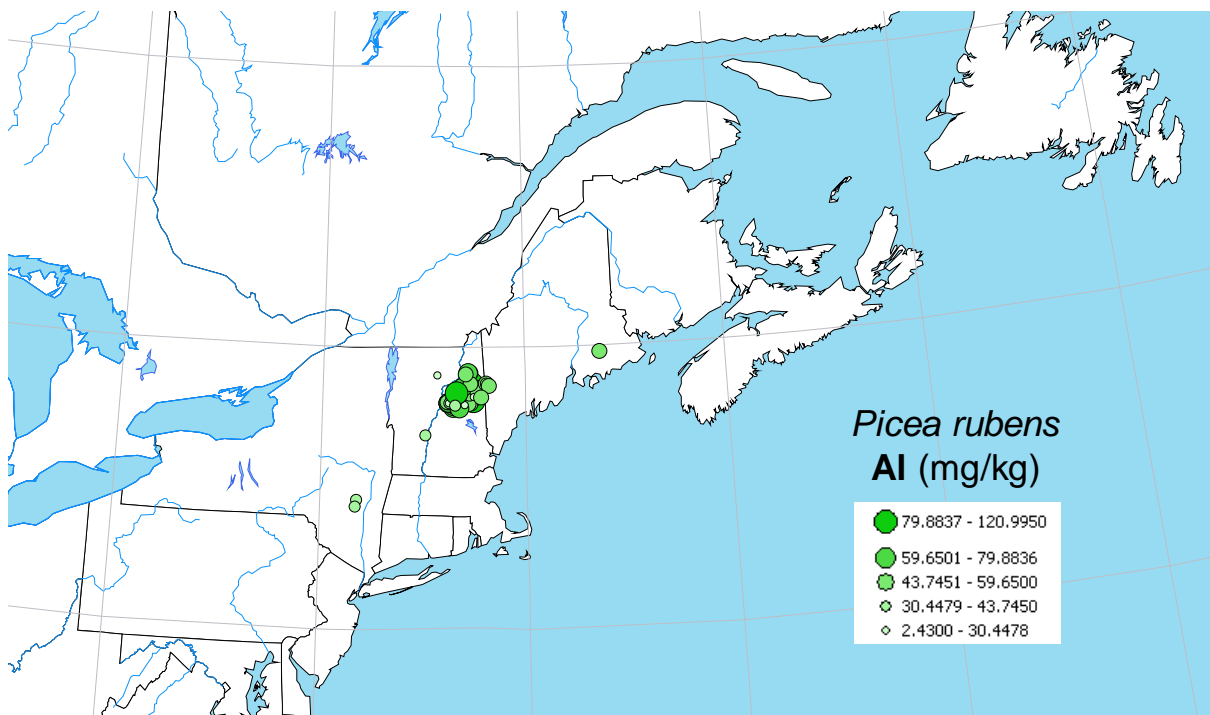 Picea rubens
Al (mg/kg)
79.8837 - 120.9950
59.6501 - 79.8836
43.7451 - 59.6500
30.4479 - 43.7450
2.4300 - 30.4478